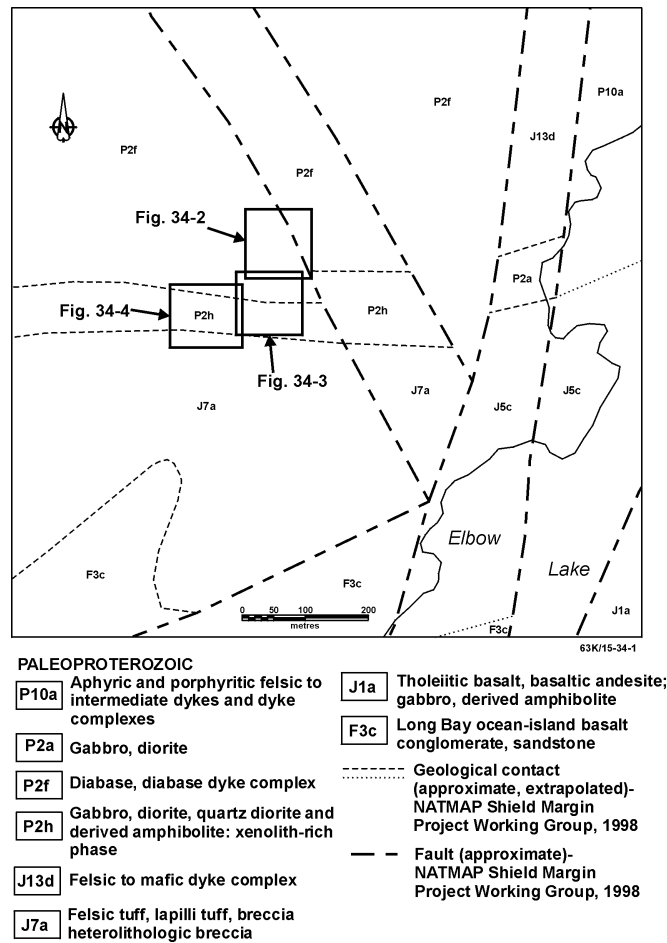 P2f
P10a
J13d
N
P2f
P2f
Fig. 34-2
P2a
Fig. 34-4
P2h
P2h
Fig. 34-3
J7a
J7a
J5c
J5c
Elbow
Lake
F3c
F3c
0 50 100 200
metres
F3c
J1a
63K/15-34-1
PALEOPROTEROZOIC
P10a
Aphyric and porphyritic felsic to
intermediate dykes and dyke
complexes
P2a
Gabbro, diorite
P2f
Diabase, diabase dyke complex
P2h
Gabbro, diorite, quartz diorite and
derived amphibolite: xenolith-rich
phase
J13d
Felsic to mafic dyke complex
J7a
Felsic tuff, lapilli tuff, breccia
heterolithologic breccia
J1a
Tholeiitic basalt, basaltic andesite;
gabbro, derived amphibolite
F3c
Long Bay ocean-island basalt
conglomerate, sandstone
Geological contact
(approximate, extrapolated)-
NATMAP Shield Margin
Project Working Group, 1998
Fault (approximate)-
NATMAP Shield Margin
Project Working Group, 1998